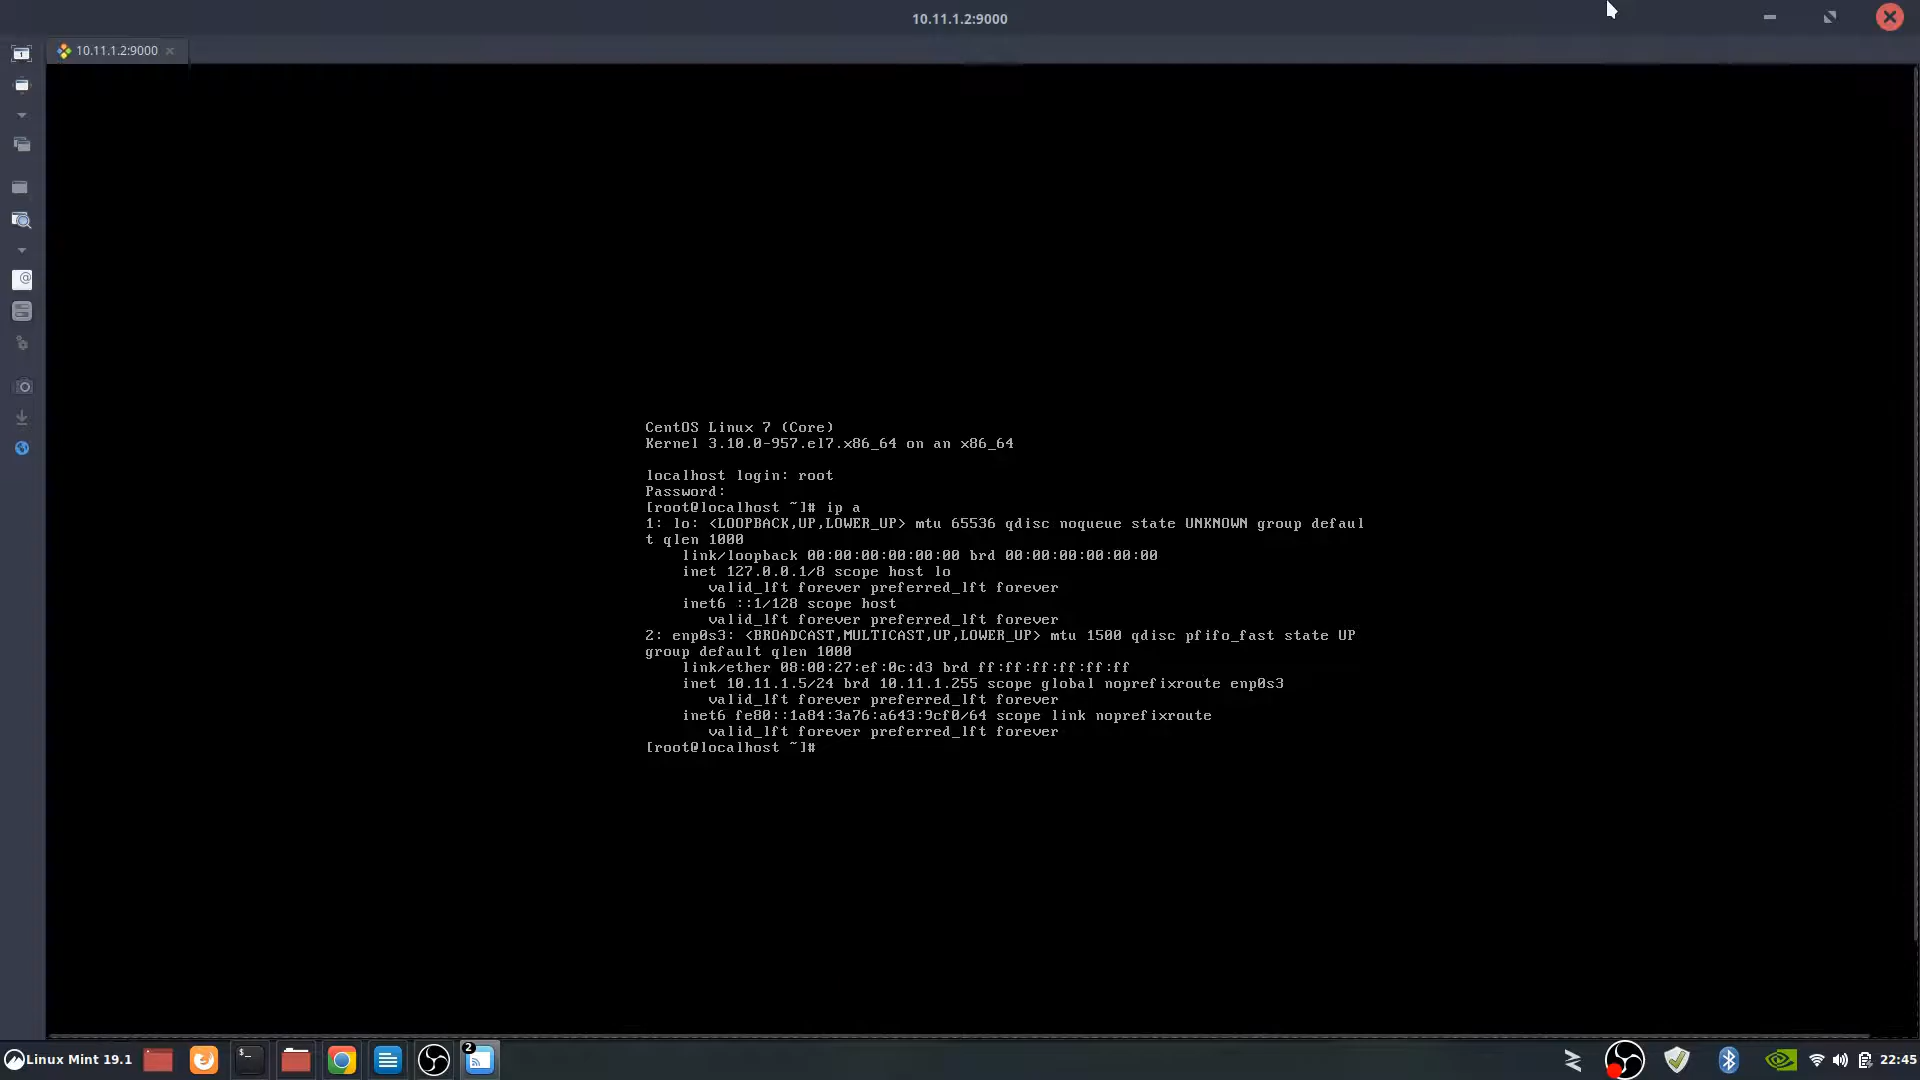 10.11.1.2:9000
10.11.1.2:9000
CentOS Linux 7 (Core)
Kernel 3.10.0-957.el7.x86_64 on an x86_64
localhost login: root
Password:
[root@localhost ~]# ip a
1: lo: <LOOPBACK,UP,LOWER_UP> mtu 65536 qdisc noqueue state UNKNOWN group defaul
t qlen 1000
link/loopback 00:00:00:00:00:00 brd 00:00:00:00:00:00
inet 127.0.0.1/8 scope host lo
valid_lft forever preferred_lft forever
inet6 ::1/128 scope host
valid_lft forever preferred_lft forever
2: enp0s3: <BROADCAST,MULTICAST,UP,LOWER_UP> mtu 1500 qdisc pfifo_fast state UP
group default qlen 1000
link/ether 08:00:27:ef:0c:d3 brd ff:ff:ff:ff:ff:ff
inet 10.11.1.5/24 brd 10.11.1.255 scope global noprefixroute enp0s3
valid_lft forever preferred_lft forever
inet6 fe80::1a84:3a76:a643:9cf0/64 scope link noprefixroute
valid_lft forever preferred_lft forever
[root@localhost ~]#
Linux Mint 19.1
2
22:45